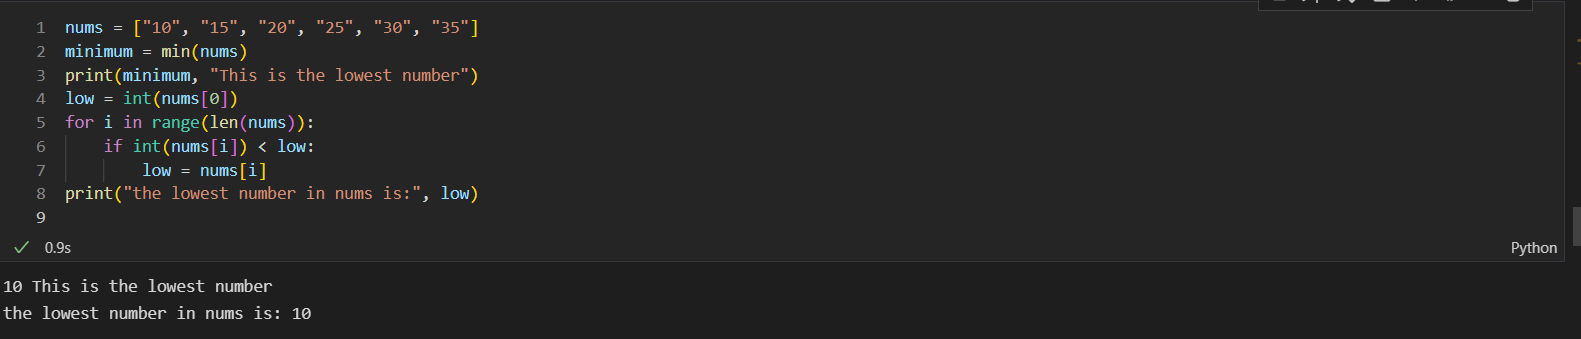 1 nums = ["10", "15", "20", "25", "30", "35"]
2 minimum = min(nums)
3 print(minimum, "This is the lowest number")
4 low = int(nums[0])
5 for i in range(len(nums)):
6     if int(nums[i]) < low:
7         low = nums[i]
8 print("the lowest number in nums is:", low)
9
0.9s Python
10 This is the lowest number
the lowest number in nums is: 10